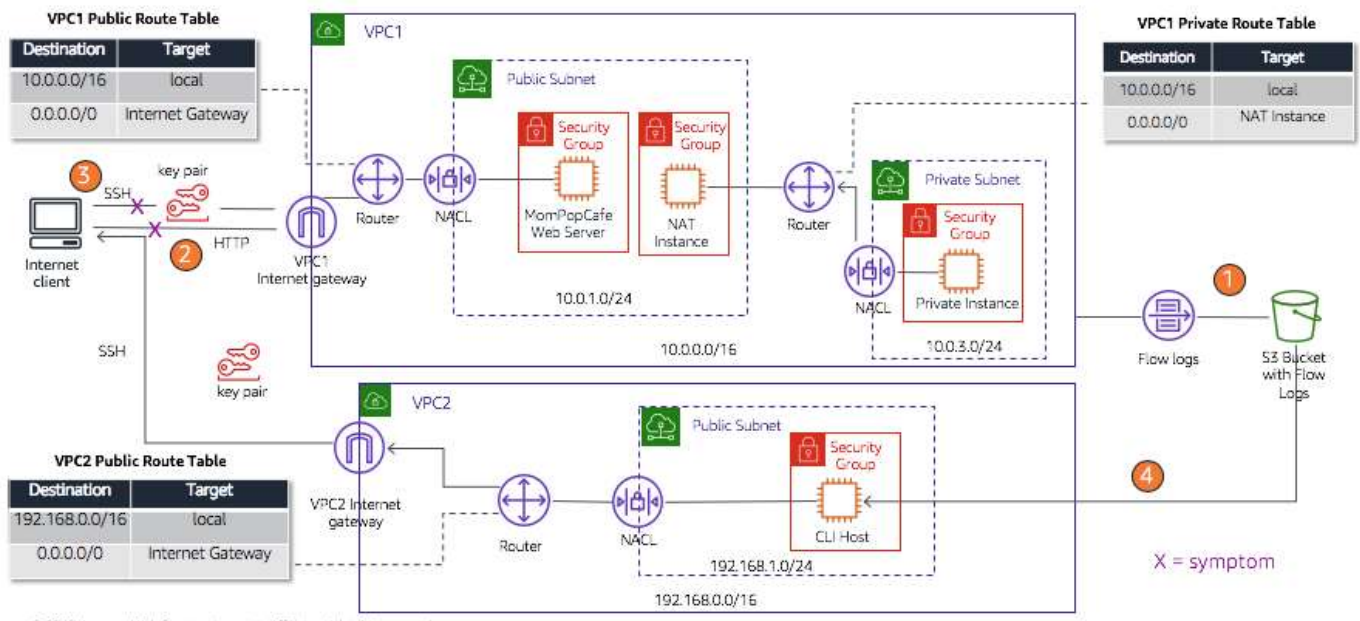 VPC1 Public Route Table
Destination Target
10.0.0.0/16 local
0.0.0.0/0 Internet Gateway
VPC1
VPC1 Private Route Table
Destination Target
10.0.0.0/16 local
0.0.0.0/0 NAT Instance
Public Subnet
Security
Group
MomPopCafe
Web Server
Security
Group
NAT
Instance
10.0.1.0/24
Router
NACL
Router
Private Subnet
Security
Group
Private Instance
NACL
10.0.3.0/24
10.0.0.0/16
3
SSH
key pair
2
HTTP
Internet
client
VPC1
Internet gateway
Flow logs
1
S3 Bucket
with Flow
Logs
SSH
key pair
VPC2
Public Subnet
Security
Group
CLI Host
192.168.1.0/24
192.168.0.0/16
VPC2 Internet
gateway
Router
NACL
4
X = symptom
VPC2 Public Route Table
Destination Target
192.168.0.0/16 local
0.0.0.0/0 Internet Gateway